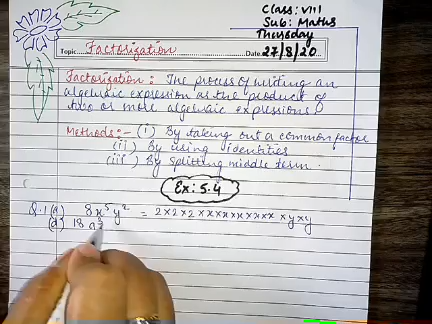 Class: VIII
Sub: Maths
Thursday
Topic Factorization Date 27/8/20
Factorization: The process of writing an
algebraic expression as the product of
two or more algebraic expressions.
Methods:- (i) By taking out a common factor
(ii) By using identities
(iii) By splitting middle term.
Ex: 5.4
Q.1 (a) 8x⁵y² = 2×2×2×x×x×x×x×x×y×y
(d) 18a³